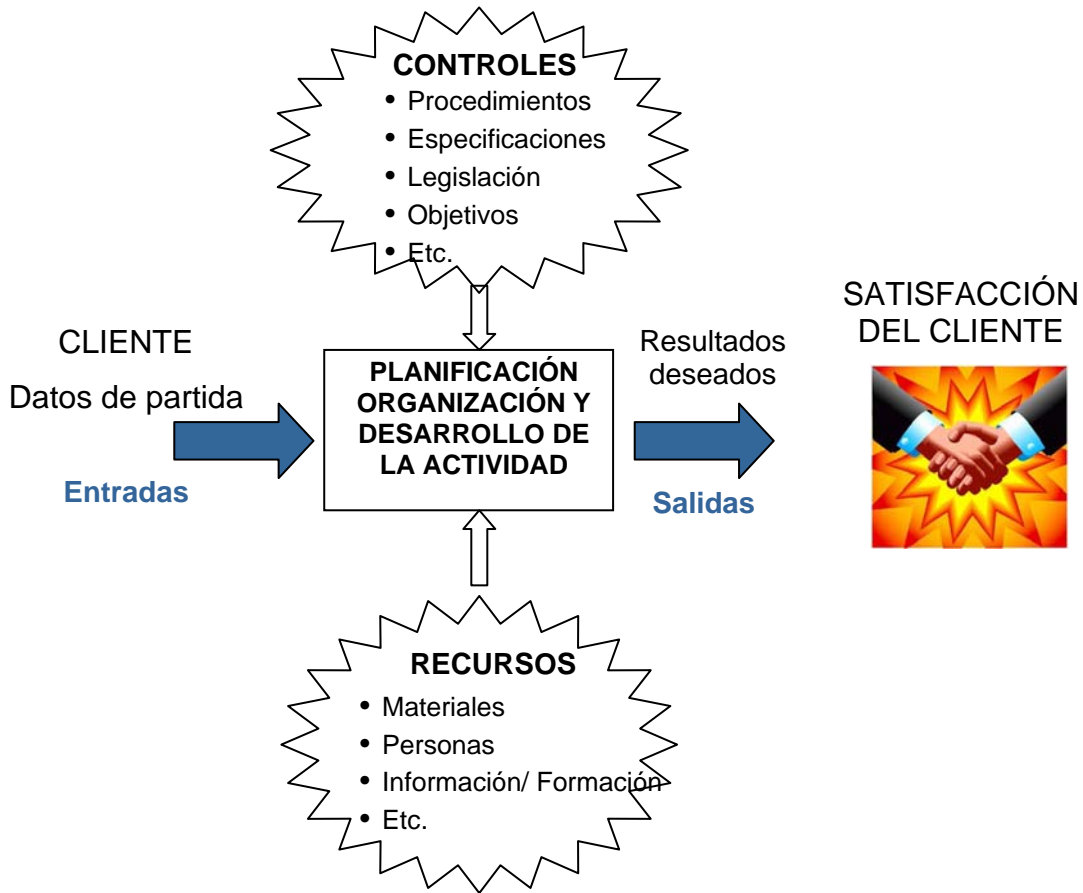 CONTROLES
• Procedimientos
• Especificaciones
• Legislación
• Objetivos
• Etc.
CLIENTE
Datos de partida
Entradas
PLANIFICACIÓN
ORGANIZACIÓN Y
DESARROLLO DE
LA ACTIVIDAD
Resultados
deseados
Salidas
SATISFACCIÓN
DEL CLIENTE
RECURSOS
• Materiales
• Personas
• Información/ Formación
• Etc.